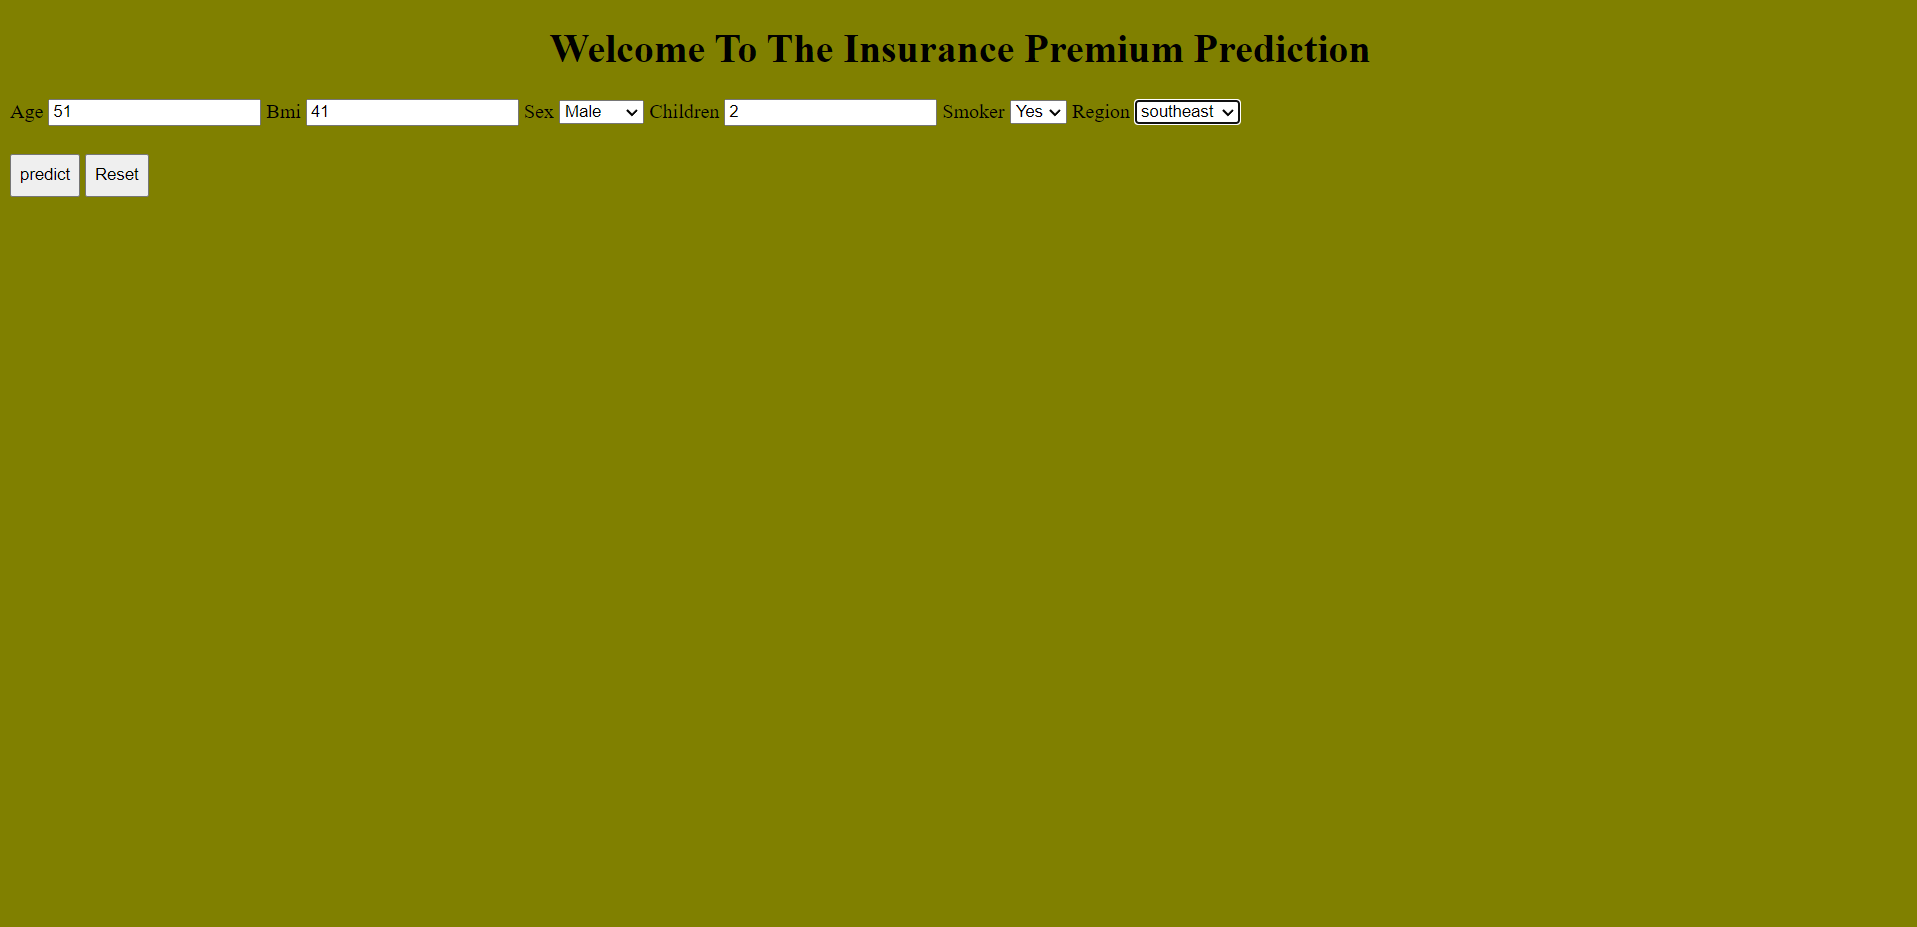 Welcome To The Insurance Premium Prediction
Age 51 Bmi 41 Sex Male Children 2 Smoker Yes Region southeast
predict Reset